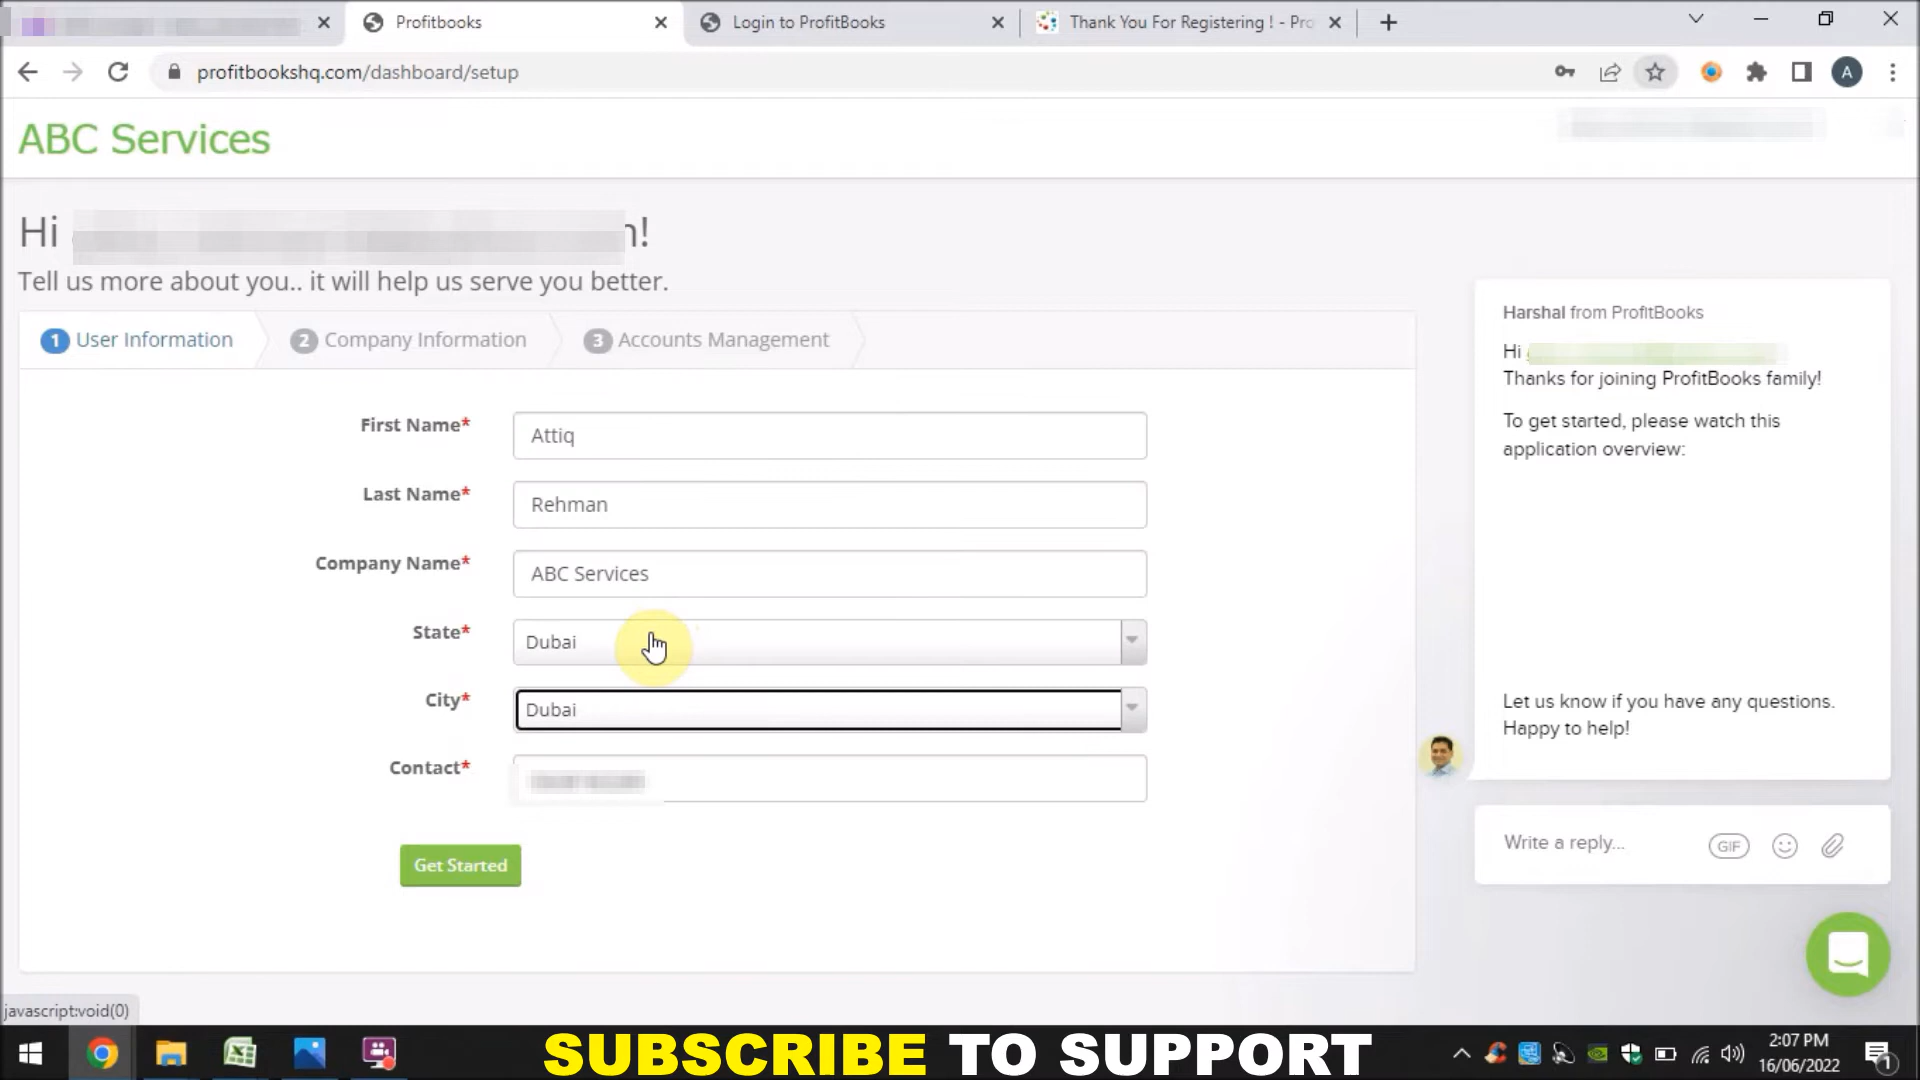 Profitbooks
Login to ProfitBooks
Thank You For Registering ! - Pro
profitbookshq.com/dashboard/setup
A
ABC Services
Hi
!
Tell us more about you.. it will help us serve you better.
1 User Information
2 Company Information
3 Accounts Management
First Name*
Attiq
Last Name*
Rehman
Company Name*
ABC Services
State*
Dubai
City*
Dubai
Contact*
Get Started
Harshal from ProfitBooks
Hi
Thanks for joining ProfitBooks family!
To get started, please watch this
application overview:
Let us know if you have any questions.
Happy to help!
Write a reply...
GIF
javascript:void(0)
SUBSCRIBE TO SUPPORT
2:07 PM
16/06/2022
1